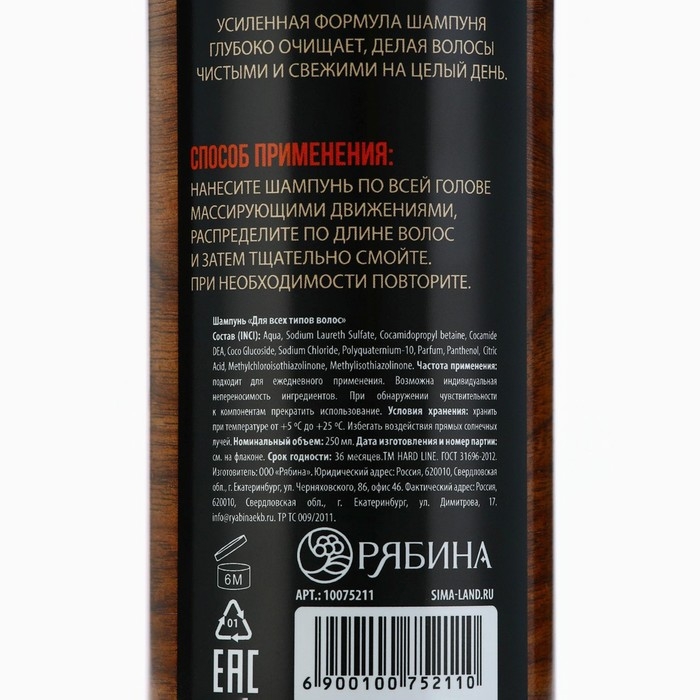 УСИЛЕННАЯ ФОРМУЛА ШАМПУНЯ
ГЛУБОКО ОЧИЩАЕТ, ДЕЛАЯ ВОЛОСЫ
ЧИСТЫМИ И СВЕЖИМИ НА ЦЕЛЫЙ ДЕНЬ.
СПОСОБ ПРИМЕНЕНИЯ:
НАНЕСИТЕ ШАМПУНЬ ПО ВСЕЙ ГОЛОВЕ
МАССИРУЮЩИМИ ДВИЖЕНИЯМИ,
РАСПРЕДЕЛИТЕ ПО ДЛИНЕ ВОЛОС
И ЗАТЕМ ТЩАТЕЛЬНО СМОЙТЕ.
ПРИ НЕОБХОДИМОСТИ ПОВТОРИТЕ.
Шампунь «Для всех типов волос»
Состав (INCI): Aqua, Sodium Laureth Sulfate, Cocamidopropyl betaine, Cocamide
DEA, Coco Glucoside, Sodium Chloride, Polyquaternium-10, Parfum, Panthenol, Citric
Acid, Methylchloroisothiazolinone, Methylisothiazolinone. Частота применения:
подходит для ежедневного применения. Возможна индивидуальная
непереносимость ингредиентов. При обнаружении чувствительности
к компонентам прекратить использование. Условия хранения: хранить
при температуре от +5 °C до +25 °C. Избегать воздействия прямых солнечных
лучей. Номинальный объем: 250 мл. Дата изготовления и номер партии:
см. на флаконе. Срок годности: 36 месяцев.ТМ HARD LINE. ГОСТ 31696-2012.
Изготовитель: ООО «Рябина». Юридический адрес: Россия, 620010, Свердловская
обл., г. Екатеринбург, ул. Черняховского, 86, офис 46. Фактический адрес: Россия,
620010, Свердловская обл., г. Екатеринбург, ул. Димитрова, 17.
info@ryabinaekb.ru ТР ТС 009/2011.
РЯБИНА
6M
АРТ.: 10075211
SIMA-LAND.RU
01
EAC
6 900100 752110